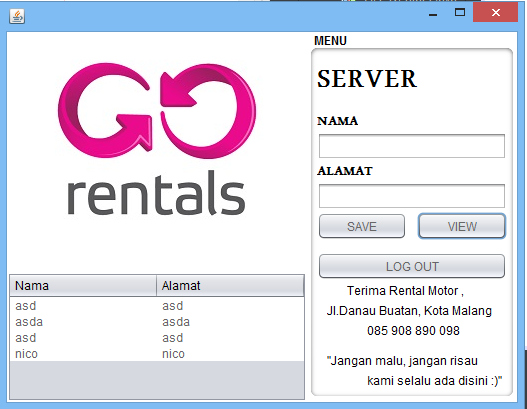 GO
rentals
Nama Alamat
asd asd
asda asda
asd asd
nico nico
MENU
SERVER
NAMA
ALAMAT
SAVE VIEW
LOG OUT
Terima Rental Motor ,
Jl.Danau Buatan, Kota Malang
085 908 890 098
"Jangan malu, jangan risau
kami selalu ada disini :)"